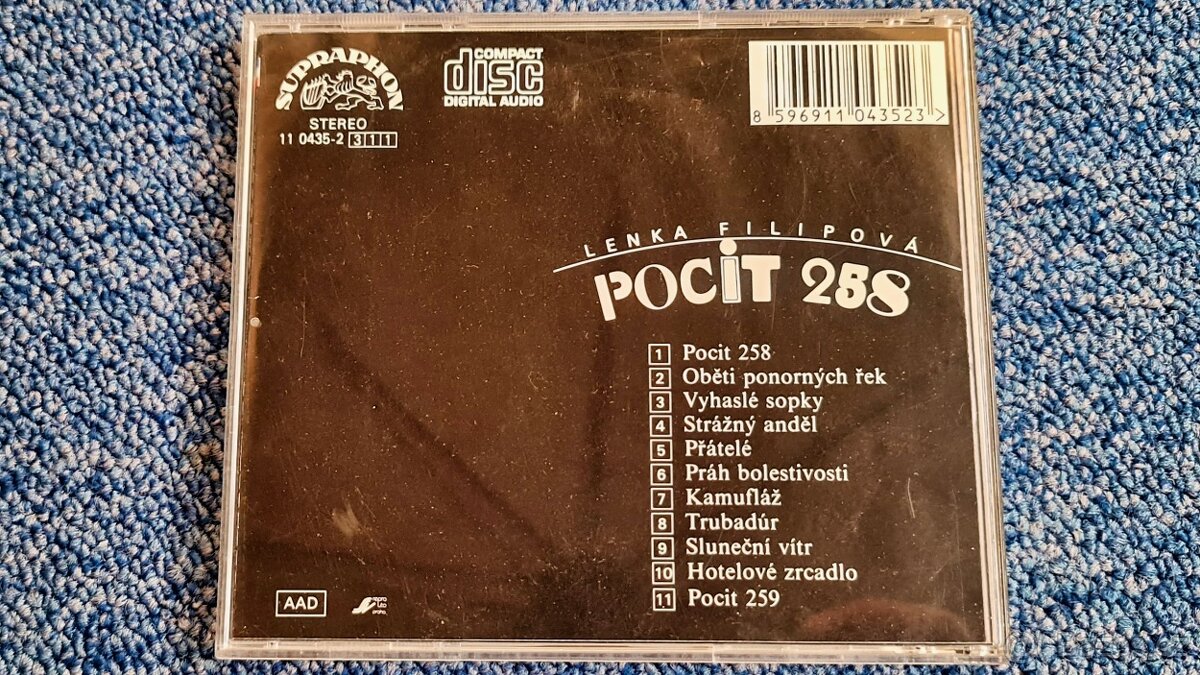 SUPRAPHON
STEREO
11 0435-2 311
COMPACT
disc
DIGITAL AUDIO
8 596911 043523 >
LENKA FILIPOVÁ
POCiT 258
1 Pocit 258
2 Oběti ponorných řek
3 Vyhaslé sopky
4 Strážný anděl
5 Přátelé
6 Práh bolestivosti
7 Kamufláž
8 Trubadúr
9 Sluneční vítr
10 Hotelové zrcadlo
11 Pocit 259
AAD